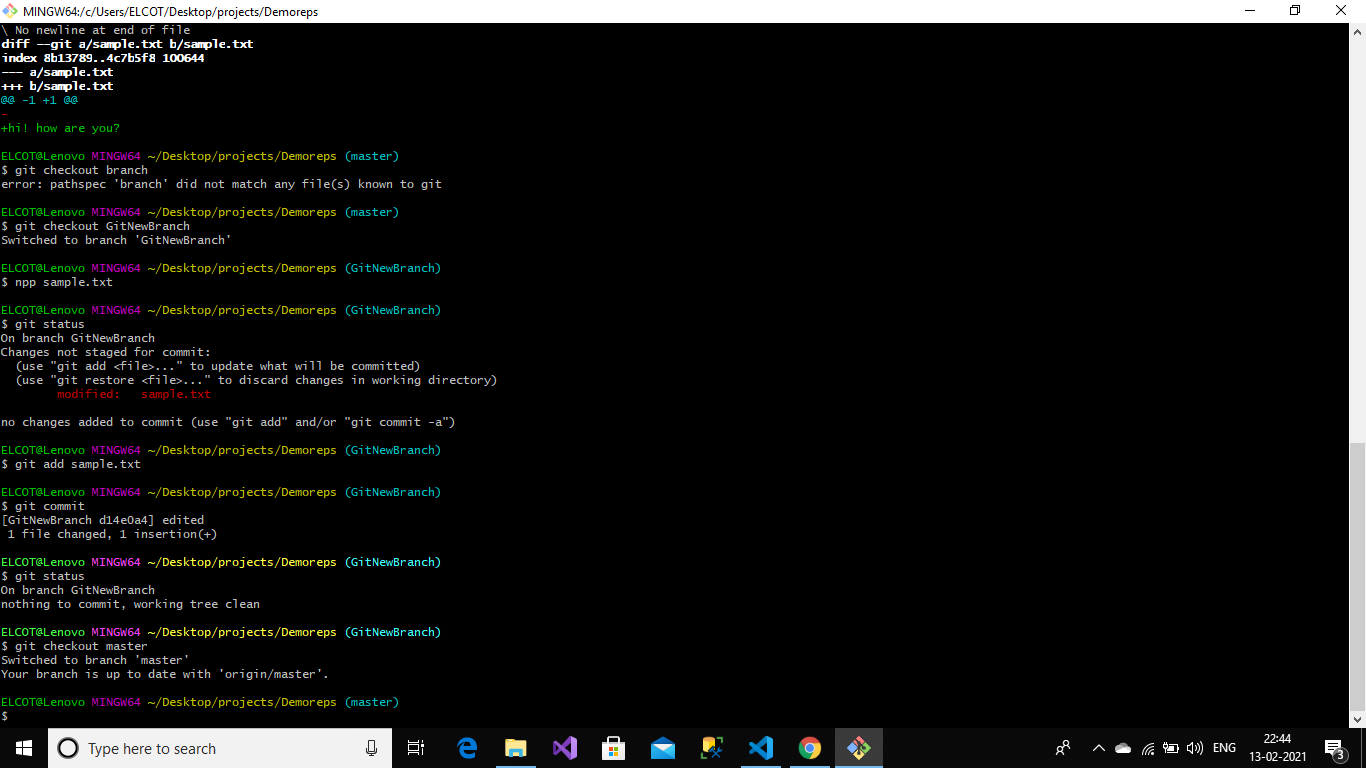 MINGW64:/c/Users/ELCOT/Desktop/projects/Demoreps
\ No newline at end of file
diff --git a/sample.txt b/sample.txt
index 8b13789..4c7b5f8 100644
--- a/sample.txt
+++ b/sample.txt
@@ -1 +1 @@
-
+hi! how are you?
ELCOT@Lenovo MINGW64 ~/Desktop/projects/Demoreps (master)
$ git checkout branch
error: pathspec 'branch' did not match any file(s) known to git
ELCOT@Lenovo MINGW64 ~/Desktop/projects/Demoreps (master)
$ git checkout GitNewBranch
Switched to branch 'GitNewBranch'
ELCOT@Lenovo MINGW64 ~/Desktop/projects/Demoreps (GitNewBranch)
$ npp sample.txt
ELCOT@Lenovo MINGW64 ~/Desktop/projects/Demoreps (GitNewBranch)
$ git status
On branch GitNewBranch
Changes not staged for commit:
  (use "git add <file>..." to update what will be committed)
  (use "git restore <file>..." to discard changes in working directory)
        modified:   sample.txt
no changes added to commit (use "git add" and/or "git commit -a")
ELCOT@Lenovo MINGW64 ~/Desktop/projects/Demoreps (GitNewBranch)
$ git add sample.txt
ELCOT@Lenovo MINGW64 ~/Desktop/projects/Demoreps (GitNewBranch)
$ git commit
[GitNewBranch d14e0a4] edited
 1 file changed, 1 insertion(+)
ELCOT@Lenovo MINGW64 ~/Desktop/projects/Demoreps (GitNewBranch)
$ git status
On branch GitNewBranch
nothing to commit, working tree clean
ELCOT@Lenovo MINGW64 ~/Desktop/projects/Demoreps (GitNewBranch)
$ git checkout master
Switched to branch 'master'
Your branch is up to date with 'origin/master'.
ELCOT@Lenovo MINGW64 ~/Desktop/projects/Demoreps (master)
$
Type here to search
ENG
22:44
13-02-2021
3